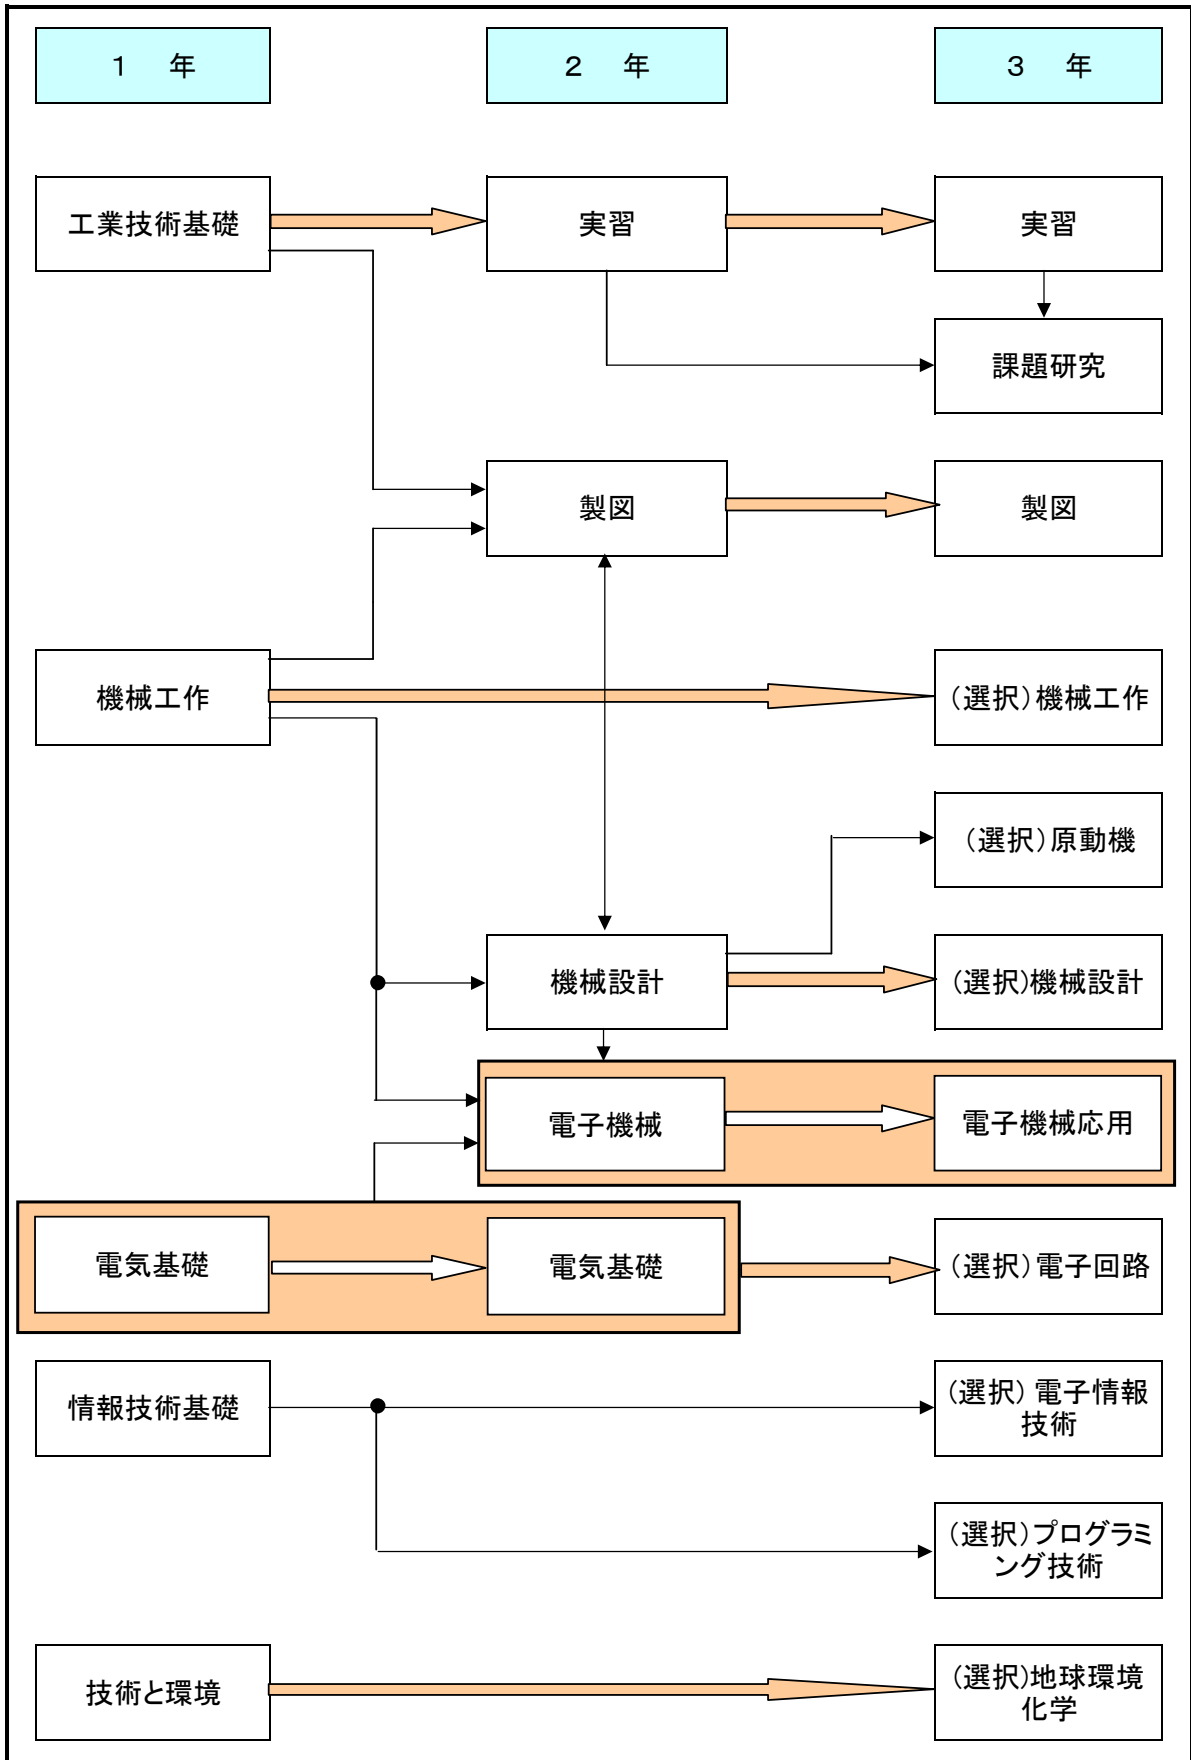 １ 年
２ 年
３ 年
工業技術基礎
実習
実習
課題研究
製図
製図
機械工作
（選択）機械工作
（選択）原動機
機械設計
（選択）機械設計
電子機械
電子機械応用
電気基礎
電気基礎
（選択）電子回路
情報技術基礎
（選択）電子情報
技術
（選択）プログラミ
ング技術
技術と環境
（選択）地球環境
化学